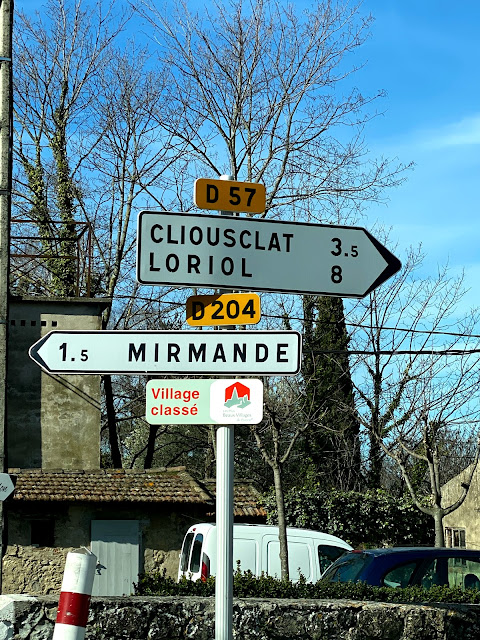 D 57
CLIOUSCLAT 3.5
LORIOL 8
D 204
1.5 MIRMANDE
Village
classé